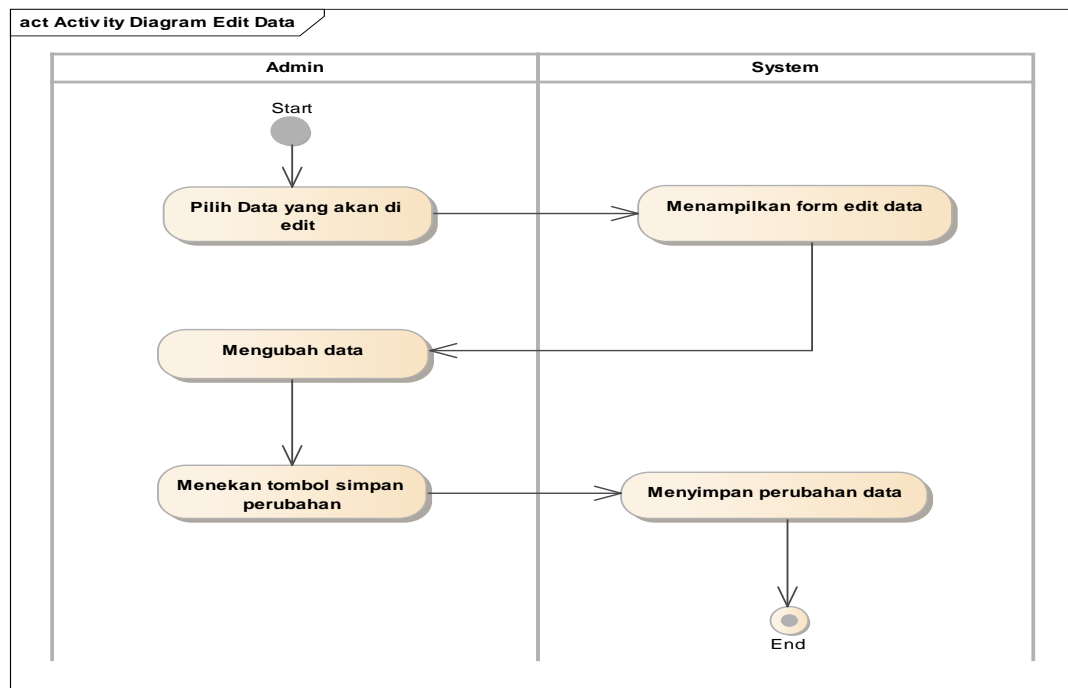 act Activity Diagram Edit Data
Admin
System
Start
Pilih Data yang akan di
edit
Menampilkan form edit data
Mengubah data
Menekan tombol simpan
perubahan
Menyimpan perubahan data
End